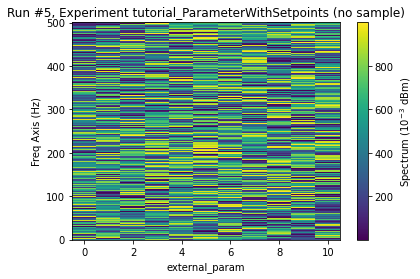 Run #5, Experiment tutorial_ParameterWithSetpoints (no sample)
500
400
300
200
100
0
Freq Axis (Hz)
0 2 4 6 8 10
external_param
800
600
400
200
Spectrum (10⁻³ dBm)